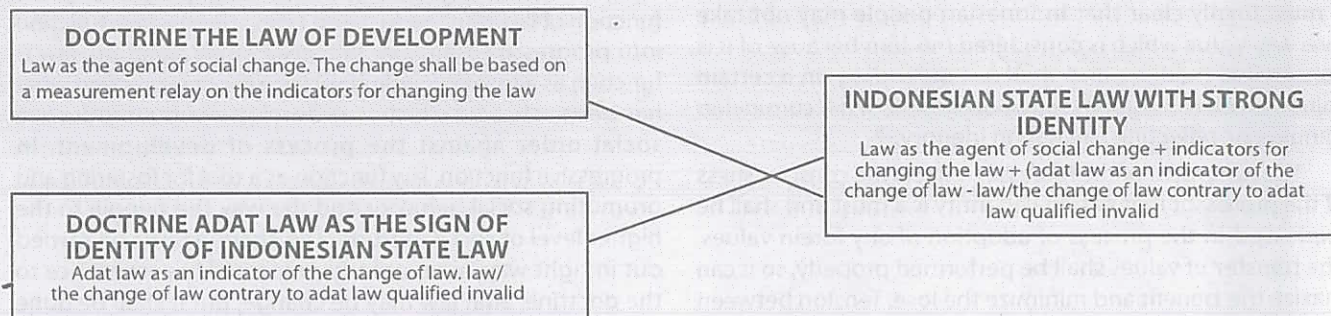 DOCTRINE THE LAW OF DEVELOPMENT
Law as the agent of social change. The change shall be based on
a measurement relay on the indicators for changing the law
INDONESIAN STATE LAW WITH STRONG
IDENTITY
Law as the agent of social change + indicators for
changing the law + (adat law as an indicator of the
change of law - law/the change of law contrary to adat
law qualified invalid
DOCTRINE ADAT LAW AS THE SIGN OF
IDENTITY OF INDONESIAN STATE LAW
Adat law as an indicator of the change of law. law/
the change of law contrary to adat law qualified invalid